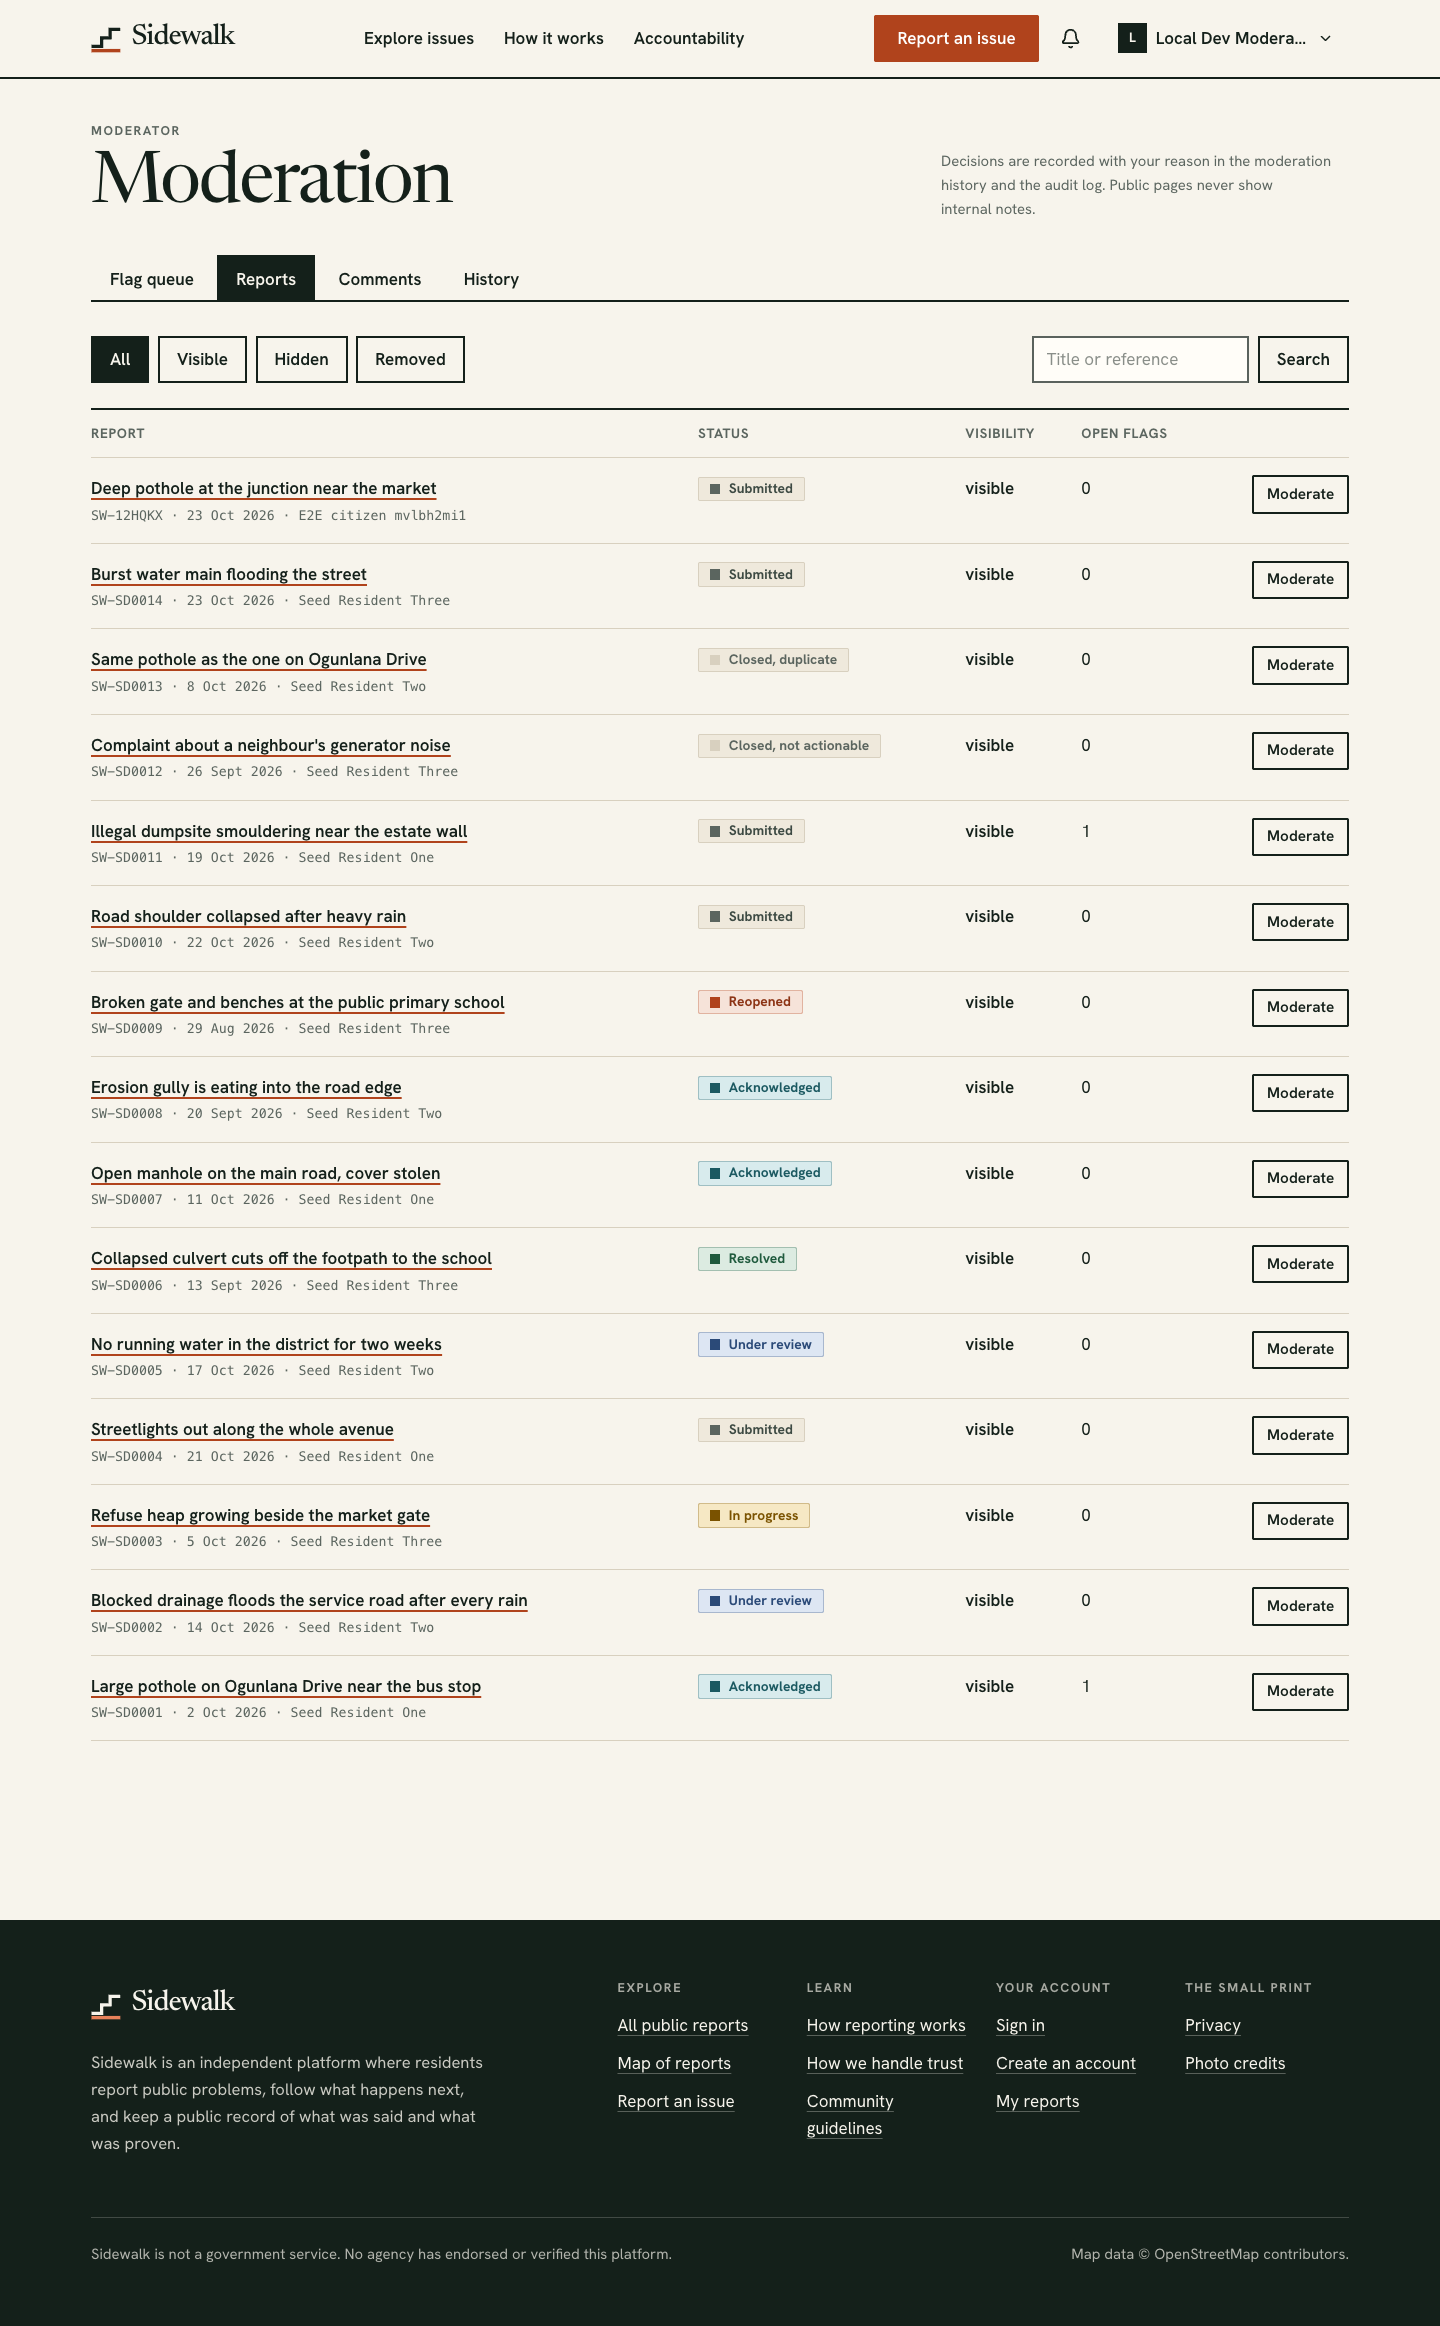 Sidewalk
Explore issues How it works Accountability
Report an issue
L Local Dev Modera...
MODERATOR
Moderation
Decisions are recorded with your reason in the moderation
history and the audit log. Public pages never show
internal notes.
Flag queue Reports Comments History
All Visible Hidden Removed
Title or reference Search
REPORT STATUS VISIBILITY OPEN FLAGS
Deep pothole at the junction near the market Submitted visible 0 Moderate
SW-12HQKX · 23 Oct 2026 · E2E citizen mvlbh2mi1
Burst water main flooding the street Submitted visible 0 Moderate
SW-SD0014 · 23 Oct 2026 · Seed Resident Three
Same pothole as the one on Ogunlana Drive Closed, duplicate visible 0 Moderate
SW-SD0013 · 8 Oct 2026 · Seed Resident Two
Complaint about a neighbour's generator noise Closed, not actionable visible 0 Moderate
SW-SD0012 · 26 Sept 2026 · Seed Resident Three
Illegal dumpsite smouldering near the estate wall Submitted visible 1 Moderate
SW-SD0011 · 19 Oct 2026 · Seed Resident One
Road shoulder collapsed after heavy rain Submitted visible 0 Moderate
SW-SD0010 · 22 Oct 2026 · Seed Resident Two
Broken gate and benches at the public primary school Reopened visible 0 Moderate
SW-SD0009 · 29 Aug 2026 · Seed Resident Three
Erosion gully is eating into the road edge Acknowledged visible 0 Moderate
SW-SD0008 · 20 Sept 2026 · Seed Resident Two
Open manhole on the main road, cover stolen Acknowledged visible 0 Moderate
SW-SD0007 · 11 Oct 2026 · Seed Resident One
Collapsed culvert cuts off the footpath to the school Resolved visible 0 Moderate
SW-SD0006 · 13 Sept 2026 · Seed Resident Three
No running water in the district for two weeks Under review visible 0 Moderate
SW-SD0005 · 17 Oct 2026 · Seed Resident Two
Streetlights out along the whole avenue Submitted visible 0 Moderate
SW-SD0004 · 21 Oct 2026 · Seed Resident One
Refuse heap growing beside the market gate In progress visible 0 Moderate
SW-SD0003 · 5 Oct 2026 · Seed Resident Three
Blocked drainage floods the service road after every rain Under review visible 0 Moderate
SW-SD0002 · 14 Oct 2026 · Seed Resident Two
Large pothole on Ogunlana Drive near the bus stop Acknowledged visible 1 Moderate
SW-SD0001 · 2 Oct 2026 · Seed Resident One
Sidewalk
Sidewalk is an independent platform where residents
report public problems, follow what happens next,
and keep a public record of what was said and what
was proven.
EXPLORE
All public reports
Map of reports
Report an issue
LEARN
How reporting works
How we handle trust
Community
guidelines
YOUR ACCOUNT
Sign in
Create an account
My reports
THE SMALL PRINT
Privacy
Photo credits
Sidewalk is not a government service. No agency has endorsed or verified this platform.
Map data © OpenStreetMap contributors.